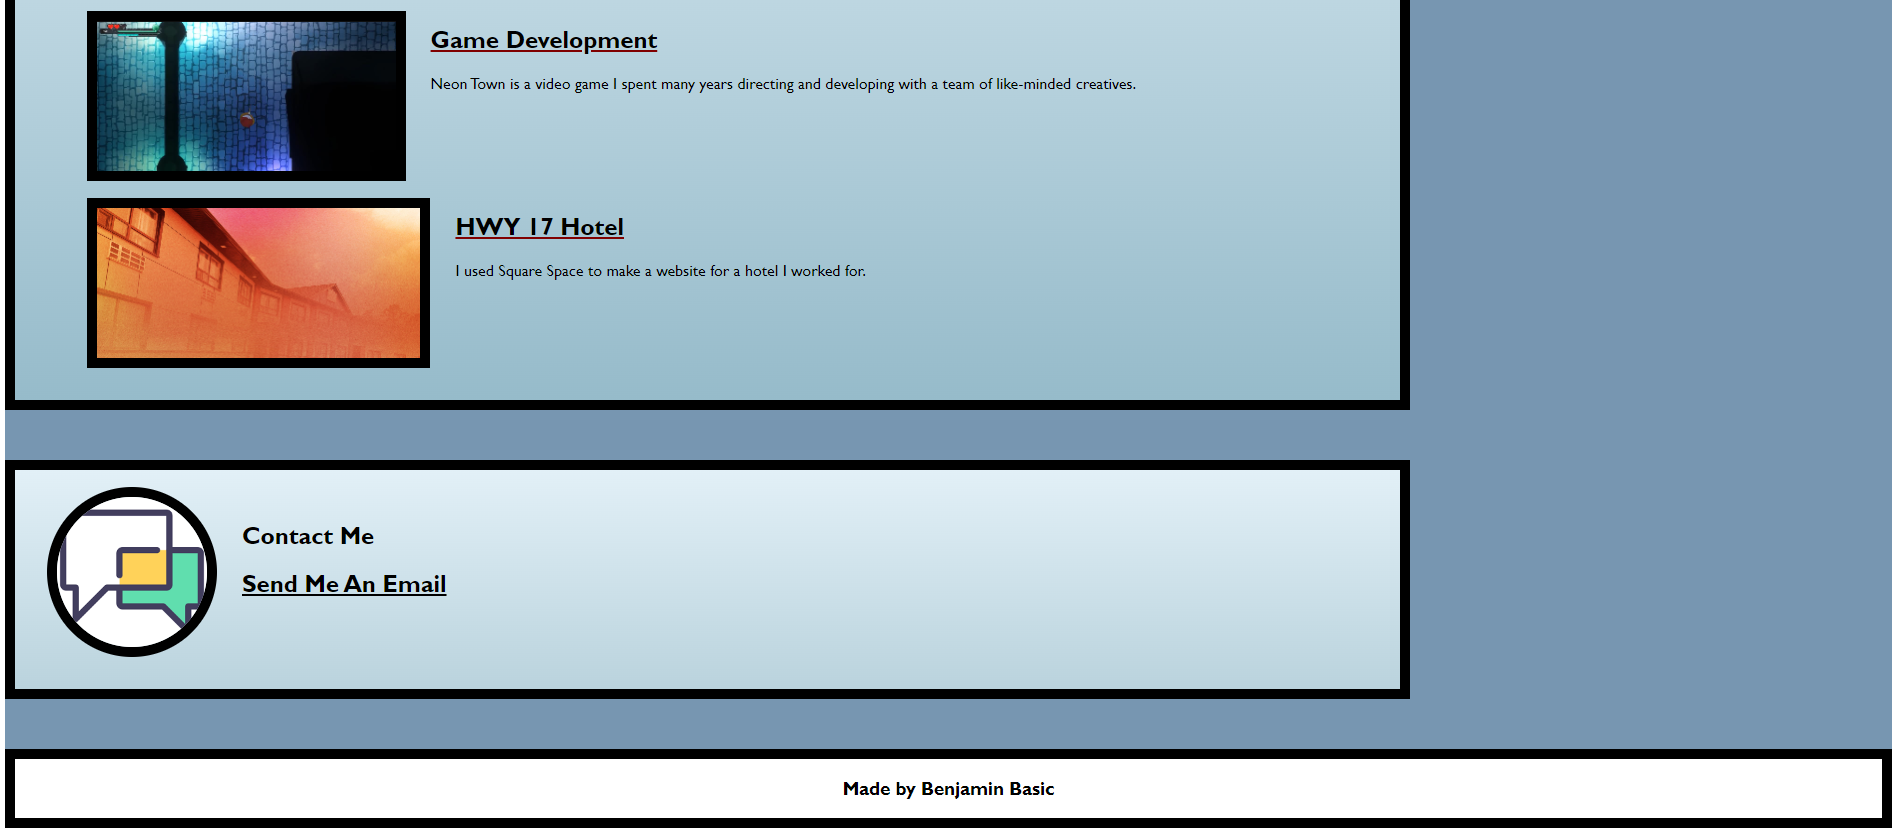 Game Development
Neon Town is a video game I spent many years directing and developing with a team of like-minded creatives.
HWY 17 Hotel
I used Square Space to make a website for a hotel I worked for.
Contact Me
Send Me An Email
Made by Benjamin Basic